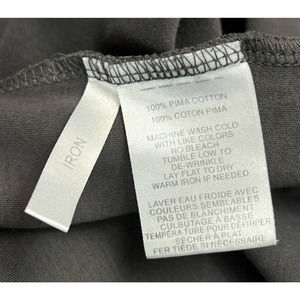 IRON
100% PIMA COTTON
100% COTON PIMA
MACHINE WASH COLD
WITH LIKE COLORS
NO BLEACH
TUMBLE LOW TO
DE-WRINKLE
LAY FLAT TO DRY
WARM IRON IF NEEDED
LAVER EAU FROIDE AVEC
COULEURS SEMBLABLES
PAS DE BLANCHIMENT
CULBUTAGE A BASSE
TEMPERATURE POUR DEFRIPER
SECHER A PLAT
FER TIEDE SI NECESSAIRE